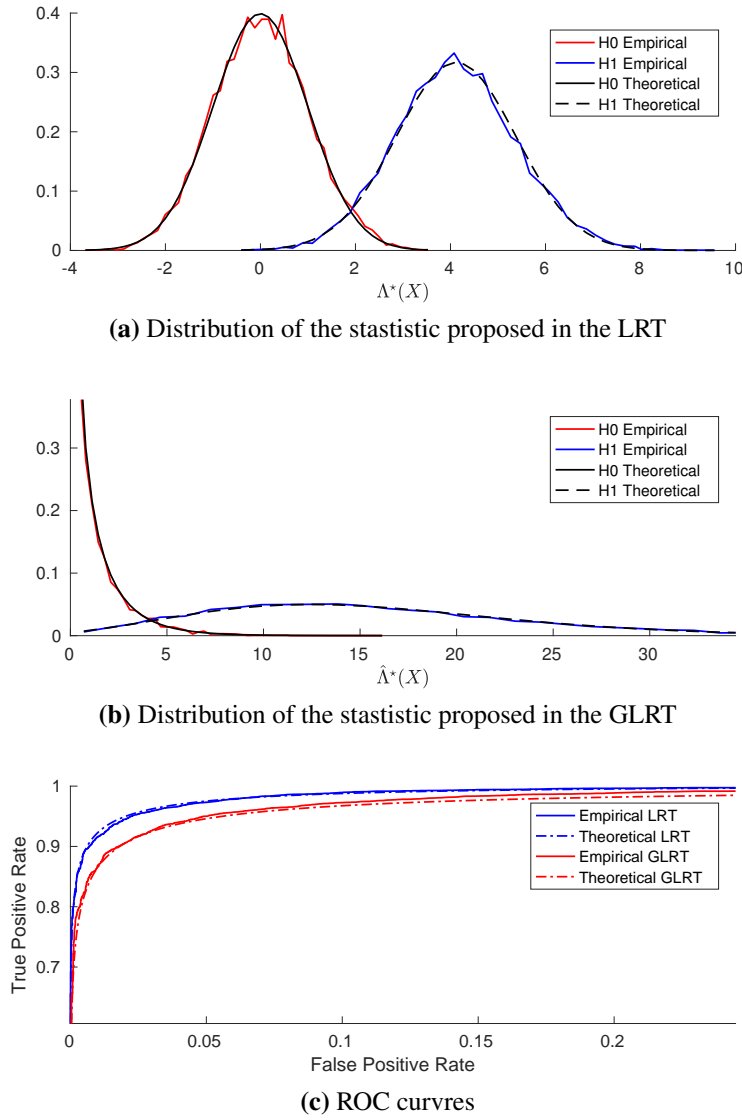 0.4
0.3
0.2
0.1
0
-4 -2 0 2 4 6 8 10
H0 Empirical
H1 Empirical
H0 Theoretical
H1 Theoretical
Λ⋆(X)
(a) Distribution of the stastistic proposed in the LRT
0.3
0.2
0.1
0
0 5 10 15 20 25 30
H0 Empirical
H1 Empirical
H0 Theoretical
H1 Theoretical
Λ̂⋆(X)
(b) Distribution of the stastistic proposed in the GLRT
True Positive Rate
1
0.9
0.8
0.7
0 0.05 0.1 0.15 0.2
Empirical LRT
Theoretical LRT
Empirical GLRT
Theoretical GLRT
False Positive Rate
(c) ROC curvres